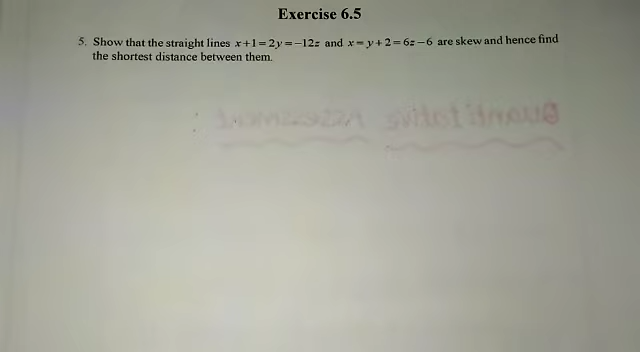 Exercise 6.5
5. Show that the straight lines x+1=2y=−12z and x=y+2=6z−6 are skew and hence find
the shortest distance between them.